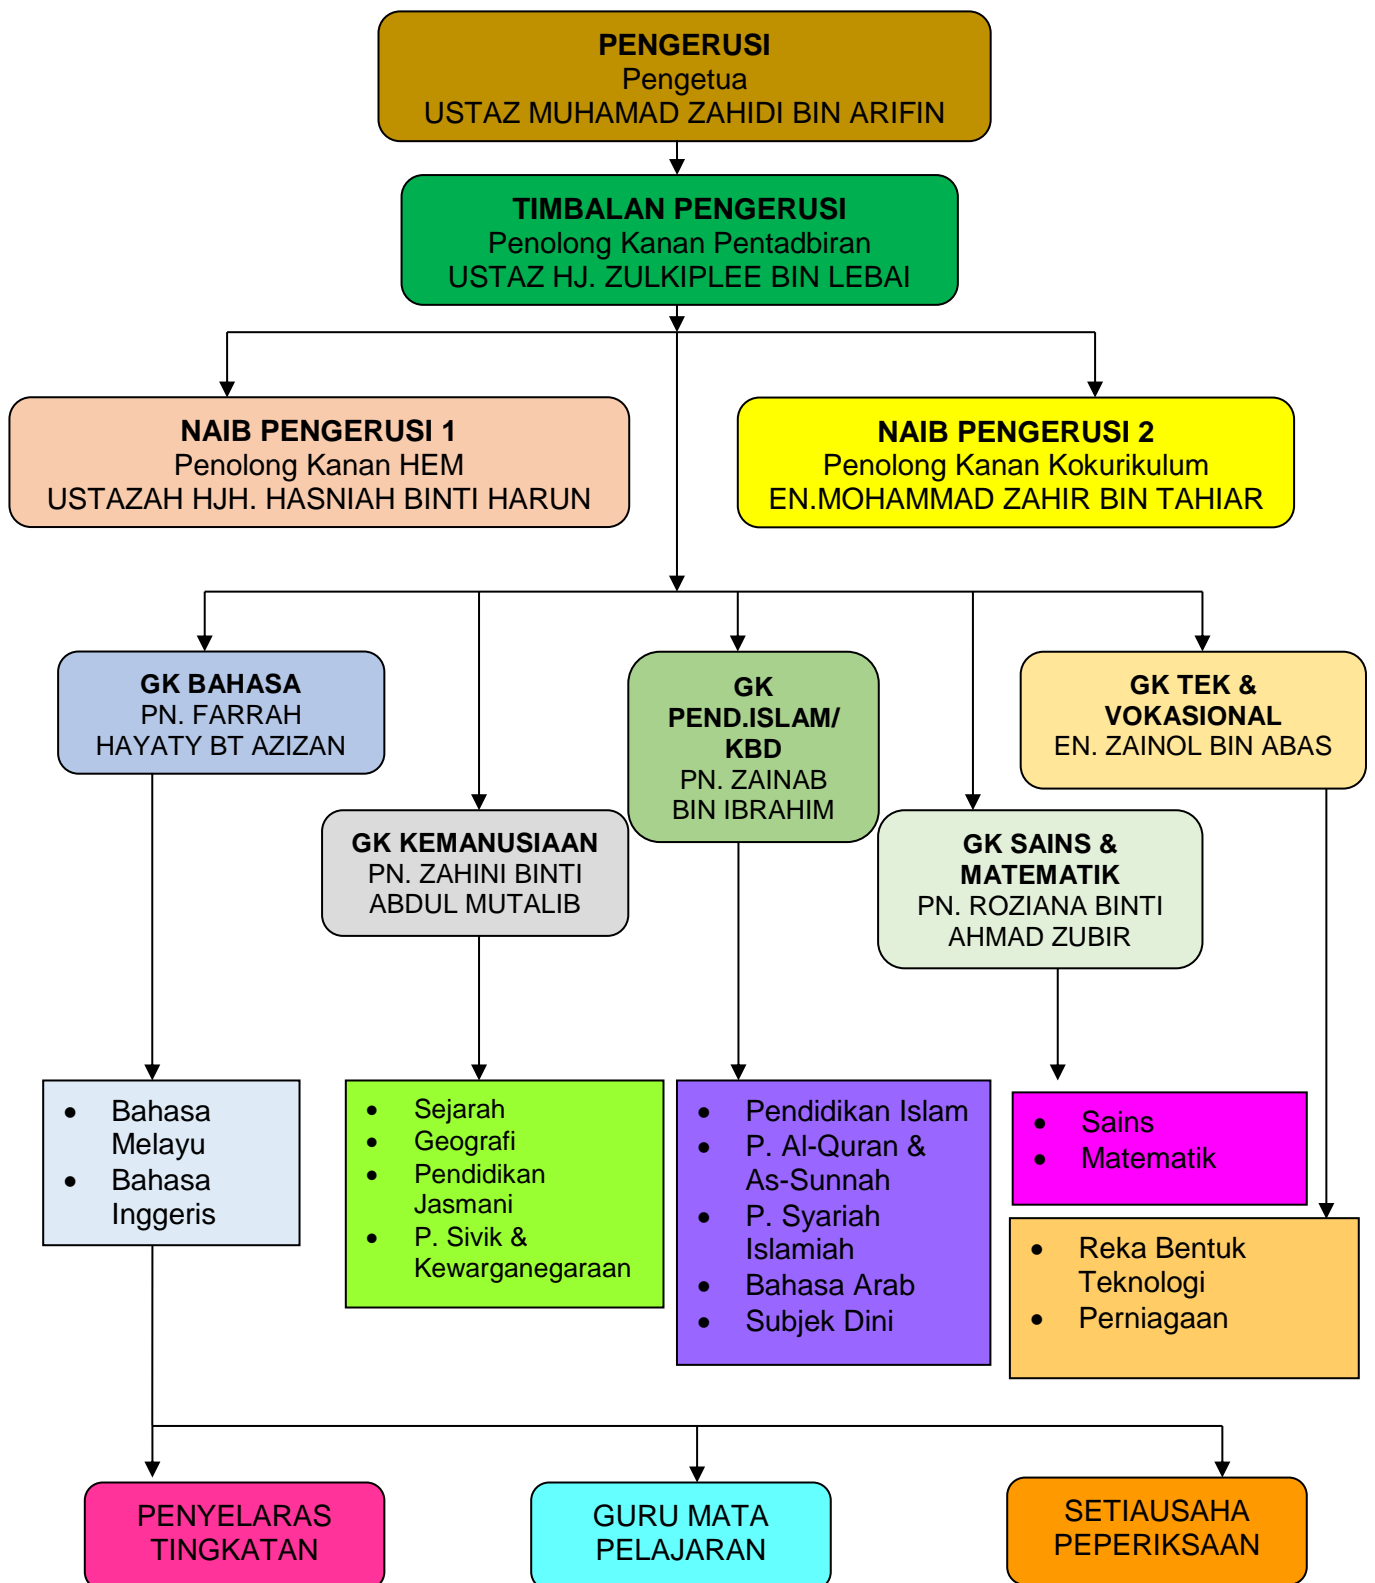 PENGERUSI
Pengetua
USTAZ MUHAMAD ZAHIDI BIN ARIFIN
TIMBALAN PENGERUSI
Penolong Kanan Pentadbiran
USTAZ HJ. ZULKIPLEE BIN LEBAI
NAIB PENGERUSI 1
Penolong Kanan HEM
USTAZAH HJH. HASNIAH BINTI HARUN
NAIB PENGERUSI 2
Penolong Kanan Kokurikulum
EN.MOHAMMAD ZAHIR BIN TAHIAR
GK BAHASA
PN. FARRAH
HAYATY BT AZIZAN
GK KEMANUSIAAN
PN. ZAHINI BINTI
ABDUL MUTALIB
GK
PEND.ISLAM/
KBD
PN. ZAINAB
BIN IBRAHIM
GK SAINS &
MATEMATIK
PN. ROZIANA BINTI
AHMAD ZUBIR
GK TEK &
VOKASIONAL
EN. ZAINOL BIN ABAS
• Bahasa
Melayu
• Bahasa
Inggeris
• Sejarah
• Geografi
• Pendidikan
Jasmani
• P. Sivik &
Kewarganegaraan
• Pendidikan Islam
• P. Al-Quran &
As-Sunnah
• P. Syariah
Islamiah
• Bahasa Arab
• Subjek Dini
• Sains
• Matematik
• Reka Bentuk
Teknologi
• Perniagaan
PENYELARAS
TINGKATAN
GURU MATA
PELAJARAN
SETIAUSAHA
PEPERIKSAAN